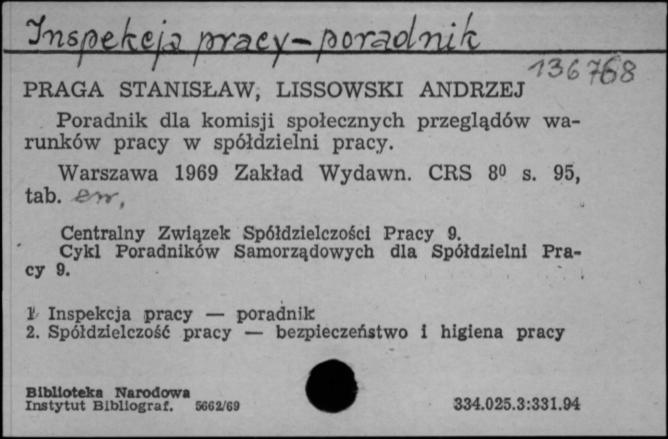 Inspekcja pracy – poradnik
136768
PRAGA STANISŁAW, LISSOWSKI ANDRZEJ
Poradnik dla komisji społecznych przeglądów wa-
runków pracy w spółdzielni pracy.
Warszawa 1969 Zakład Wydawn. CRS 8⁰ s. 95,
tab.
Centralny Związek Spółdzielczości Pracy 9.
Cykl Poradników Samorządowych dla Spółdzielni Pra-
cy 9.
1. Inspekcja pracy — poradnik
2. Spółdzielczość pracy — bezpieczeństwo i higiena pracy
Biblioteka Narodowa
Instytut Bibliograf. 5662/69
334.025.3:331.94